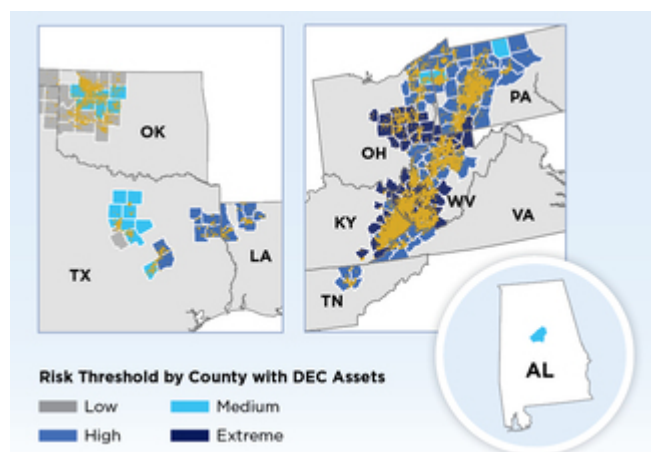 OK
TX
LA
PA
OH
WV
KY
VA
TN
AL
Risk Threshold by County with DEC Assets
Low
Medium
High
Extreme